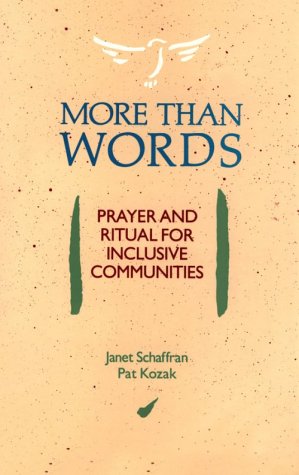 MORE THAN
WORDS
PRAYER AND
RITUAL FOR
INCLUSIVE
COMMUNITIES
Janet Schaffran
Pat Kozak